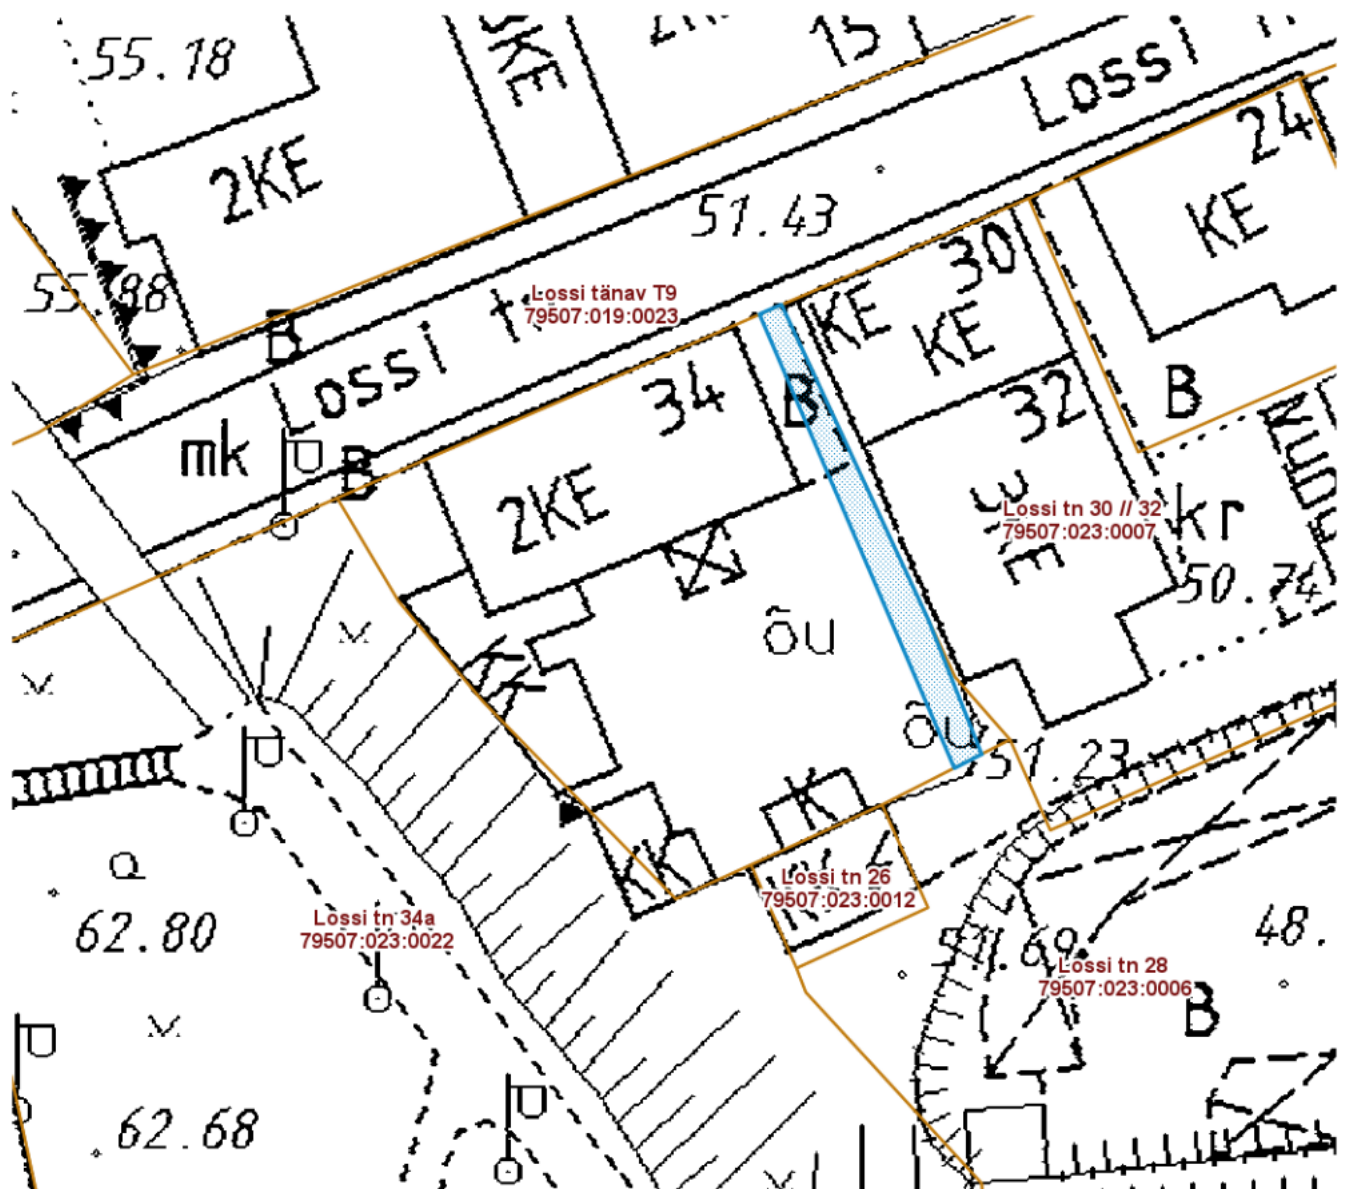 55.18
2KE
15
Lossi
24
KE
51.43
55.88
Lossi tänav T9
79507:019:0023
B
30
KE
KE
Lossi t
34
B
32
B
mk
B
2KE
Lossi tn 30 // 32
79507:023:0007
kr
50.74
õu
õu
51.23
K
KK
Lossi tn 26
79507:023:0012
62.80
Lossi tn 34a
79507:023:0022
51.69
48.
Lossi tn 28
79507:023:0006
B
62.68